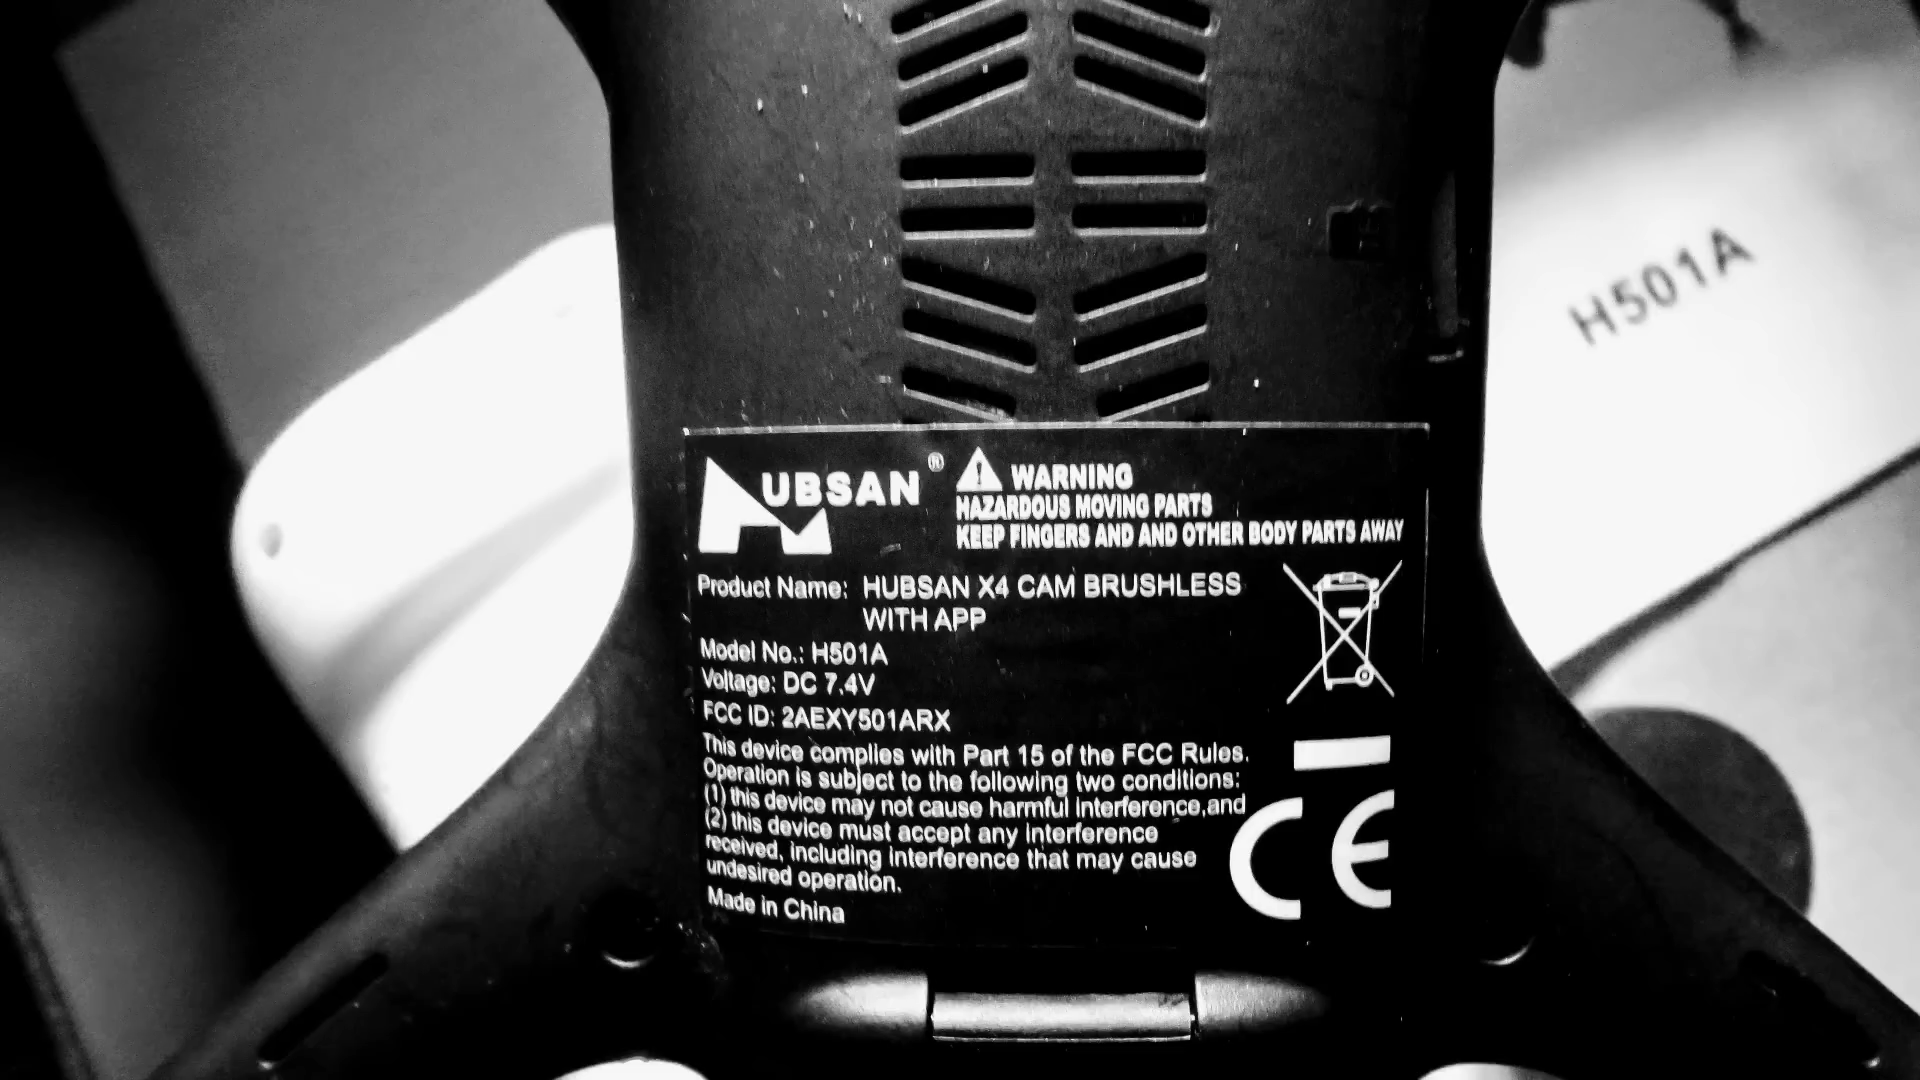 H501A
UBSAN ®
WARNING
HAZARDOUS MOVING PARTS
KEEP FINGERS AND AND OTHER BODY PARTS AWAY
Product Name: HUBSAN X4 CAM BRUSHLESS
WITH APP
Model No.: H501A
Voltage: DC 7.4V
FCC ID: 2AEXY501ARX
This device complies with Part 15 of the FCC Rules.
Operation is subject to the following two conditions:
(1) this device may not cause harmful interference,and
(2) this device must accept any interference
received, including interference that may cause
undesired operation.
Made in China
CE